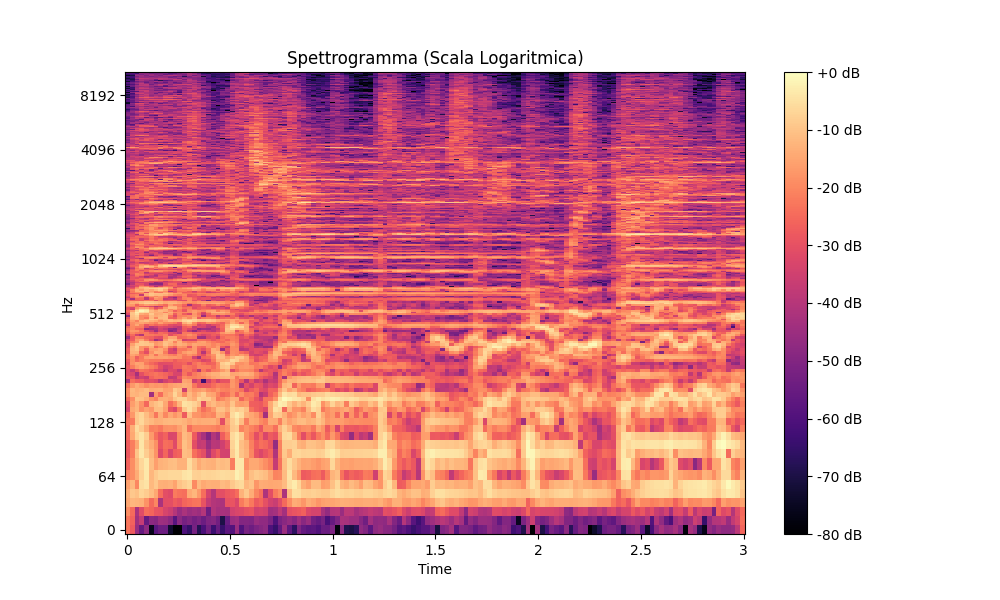 Spettrogramma (Scala Logaritmica)
Hz
8192
4096
2048
1024
512
256
128
64
0
0
0.5
1
1.5
2
2.5
3
Time
+0 dB
-10 dB
-20 dB
-30 dB
-40 dB
-50 dB
-60 dB
-70 dB
-80 dB